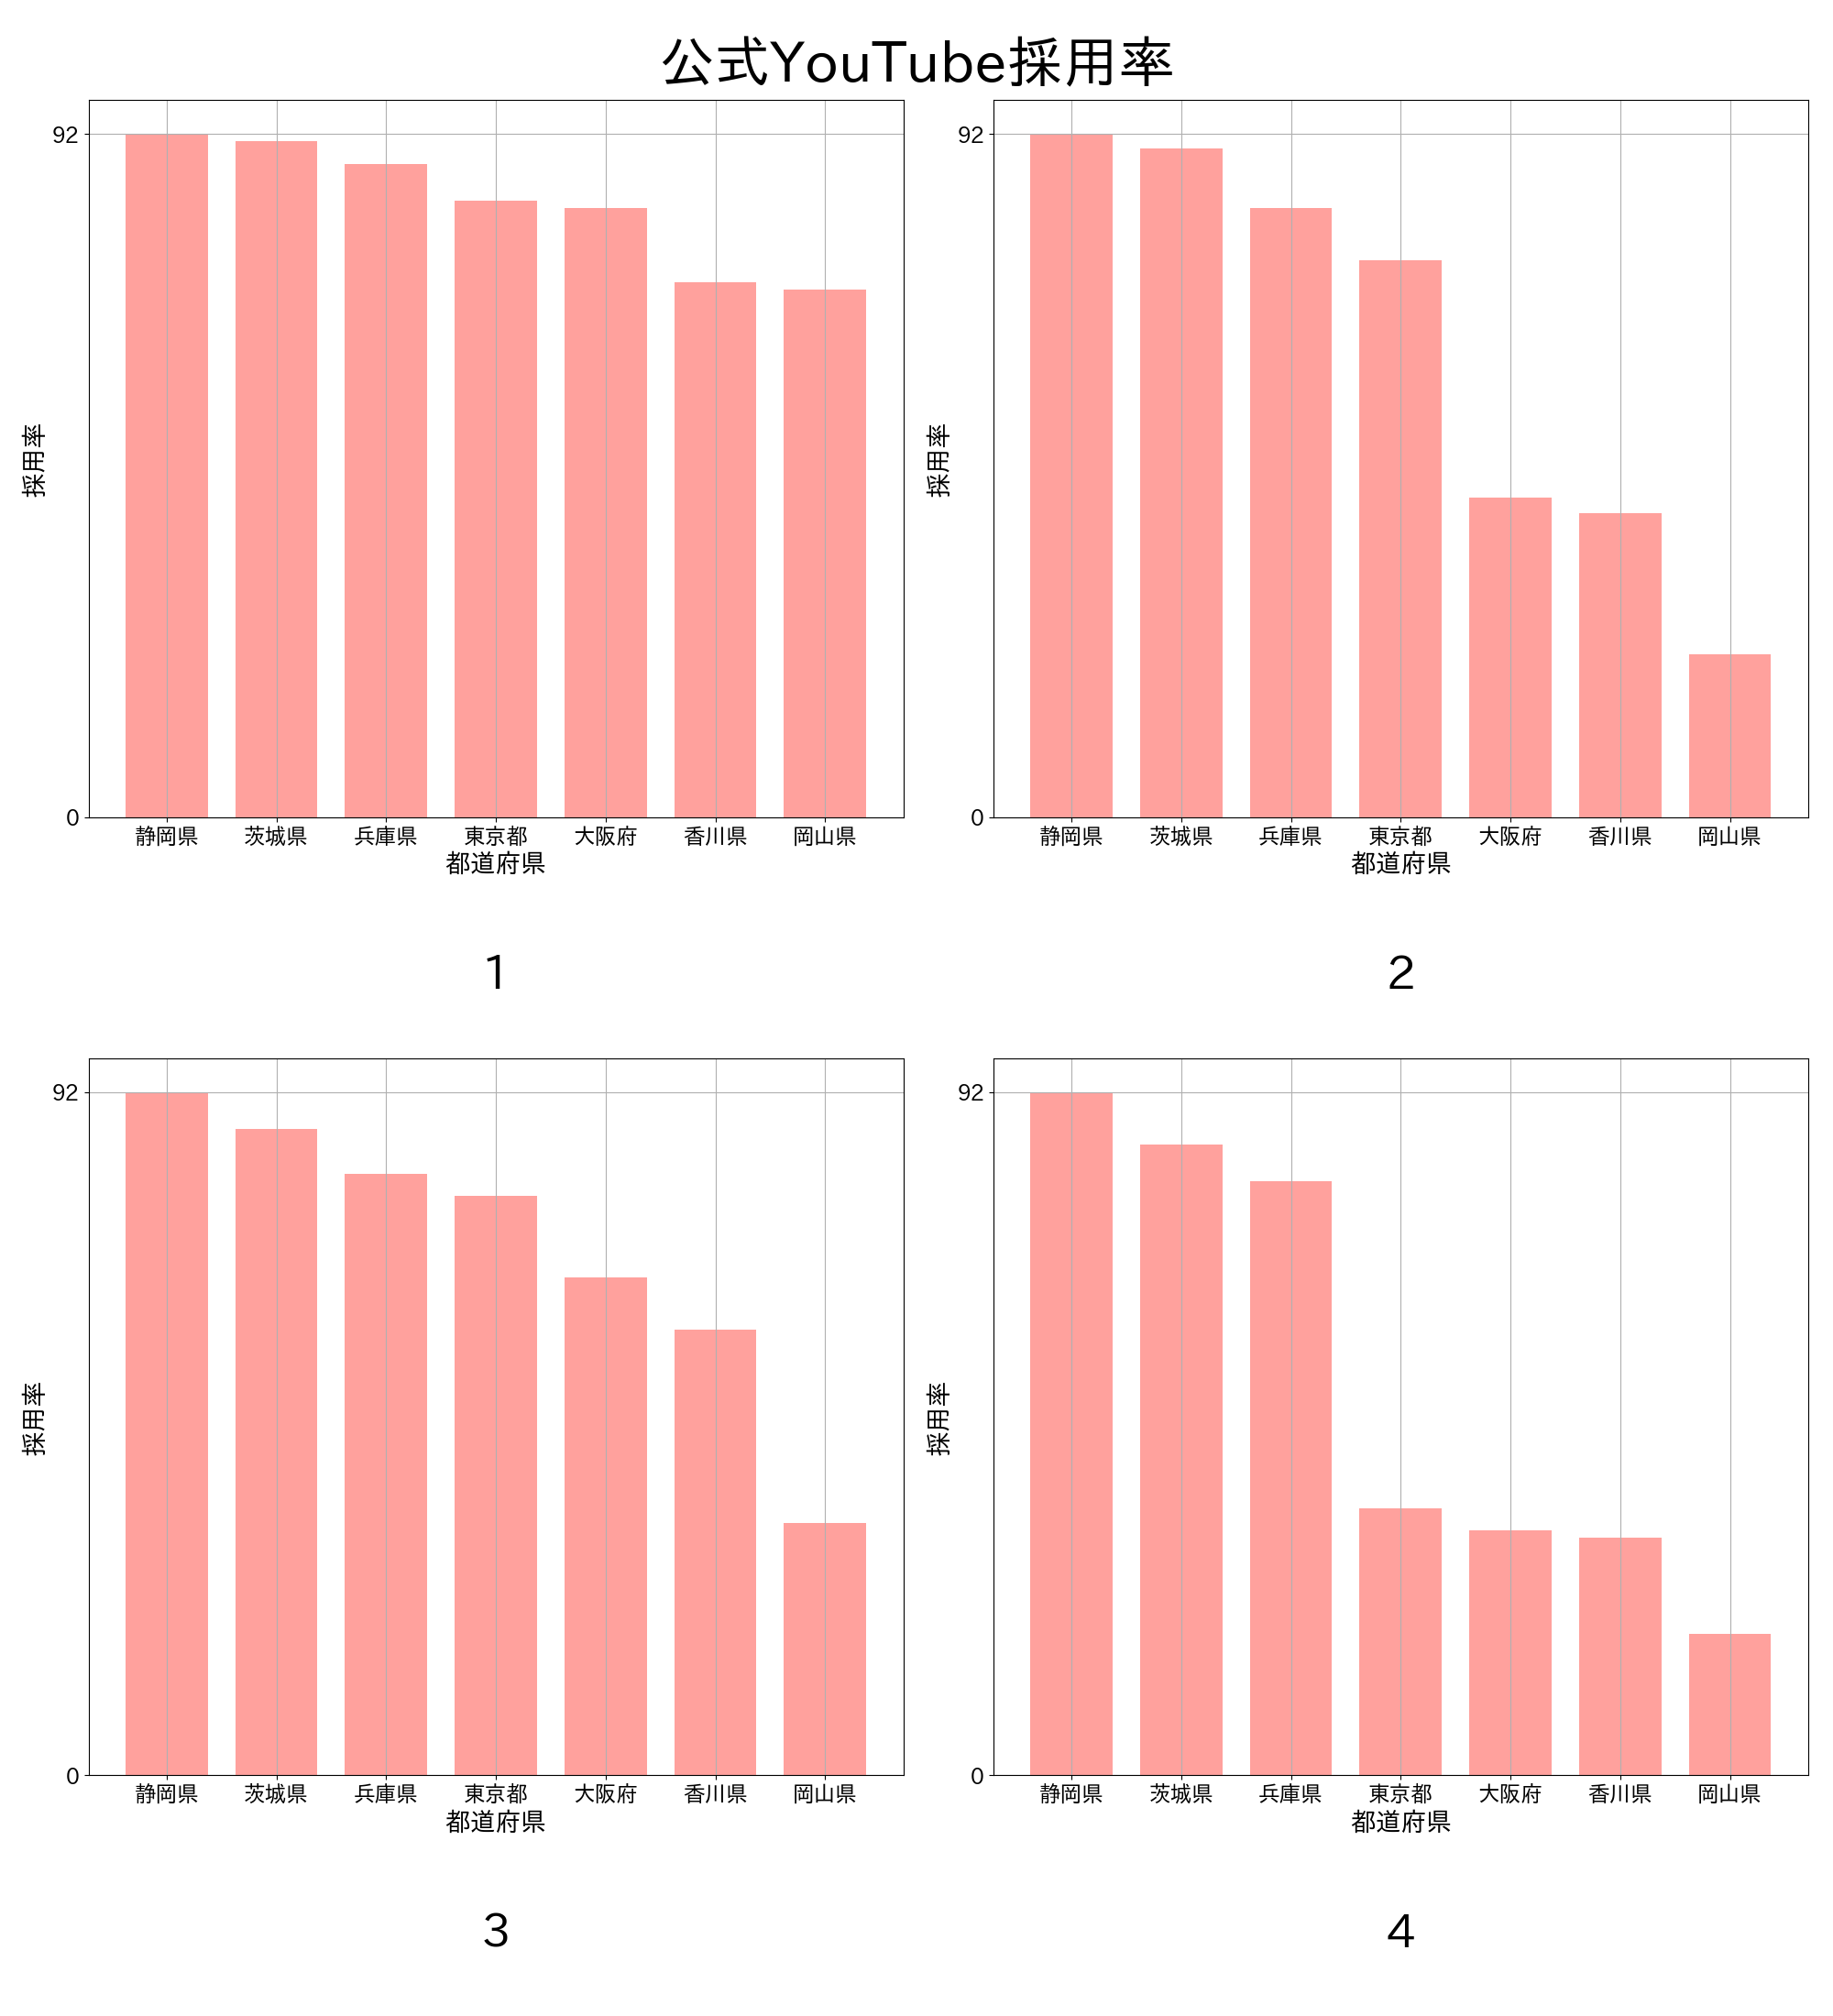 公式YouTube採用率
92
0
採用率
静岡県 茨城県 兵庫県 東京都 大阪府 香川県 岡山県
都道府県
1
92
0
採用率
静岡県 茨城県 兵庫県 東京都 大阪府 香川県 岡山県
都道府県
2
92
0
採用率
静岡県 茨城県 兵庫県 東京都 大阪府 香川県 岡山県
都道府県
3
92
0
採用率
静岡県 茨城県 兵庫県 東京都 大阪府 香川県 岡山県
都道府県
4